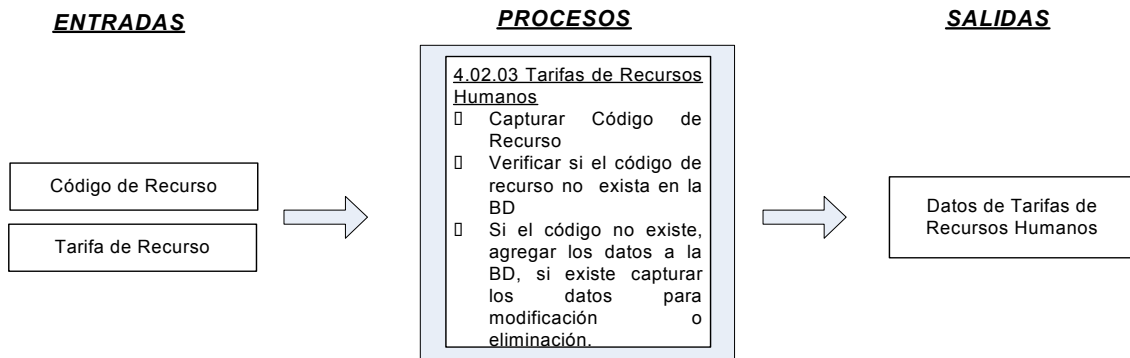 ENTRADAS
PROCESOS
SALIDAS
4.02.03 Tarifas de Recursos
Humanos
Capturar Código de
Recurso
Verificar si el código de
recurso no exista en la
BD
Si el código no existe,
agregar los datos a la
BD, si existe capturar
los datos para
modificación o
eliminación.
Código de Recurso
Tarifa de Recurso
Datos de Tarifas de
Recursos Humanos